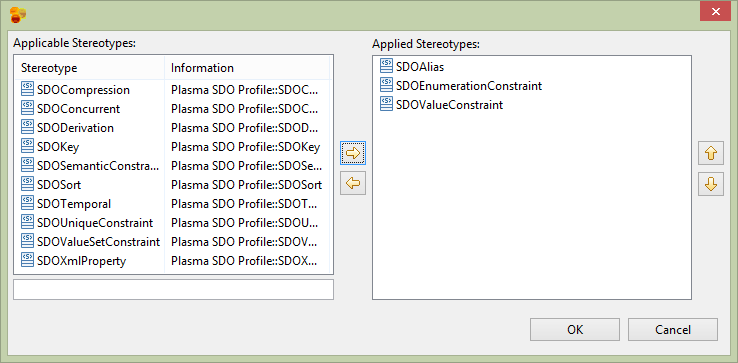 Applicable Stereotypes:
Stereotype Information
SDOCompression Plasma SDO Profile::SDOC...
SDOConcurrent Plasma SDO Profile::SDOC...
SDODerivation Plasma SDO Profile::SDOD...
SDOKey Plasma SDO Profile::SDOKey
SDOSemanticConstra... Plasma SDO Profile::SDOSe...
SDOSort Plasma SDO Profile::SDOSort
SDOTemporal Plasma SDO Profile::SDOT...
SDOUniqueConstraint Plasma SDO Profile::SDOU...
SDOValueSetConstraint Plasma SDO Profile::SDOV...
SDOXmlProperty Plasma SDO Profile::SDOX...
Applied Stereotypes:
SDOAlias
SDOEnumerationConstraint
SDOValueConstraint
OK Cancel